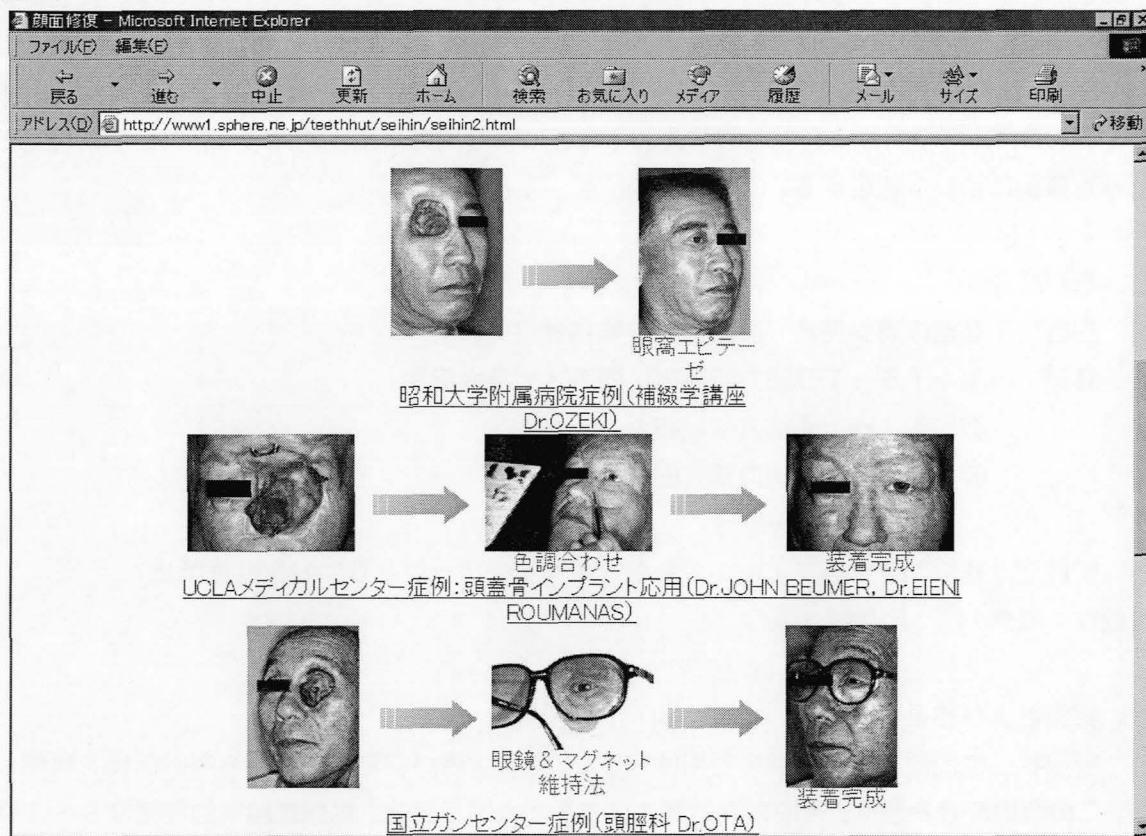 顔面修復 - Microsoft Internet Explorer
ファイル(F) 編集(E)
戻る 進む 中止 更新 ホーム 検索 お気に入り メディア 履歴 メール サイズ 印刷
アドレス(D) http://www1.sphere.ne.jp/teethhut/seihin/seihin2.html 移動
眼窩エピテー
ゼ
昭和大学附属病院症例(補綴学講座
Dr.OZEKI)
色調合わせ 装着完成
UCLAメディカルセンター症例:頭蓋骨インプラント応用(Dr.JOHN BEUMER, Dr.EIENI
ROUMANAS)
眼鏡&マグネット
維持法
装着完成
国立ガンセンター症例(頭脛科 Dr.OTA)